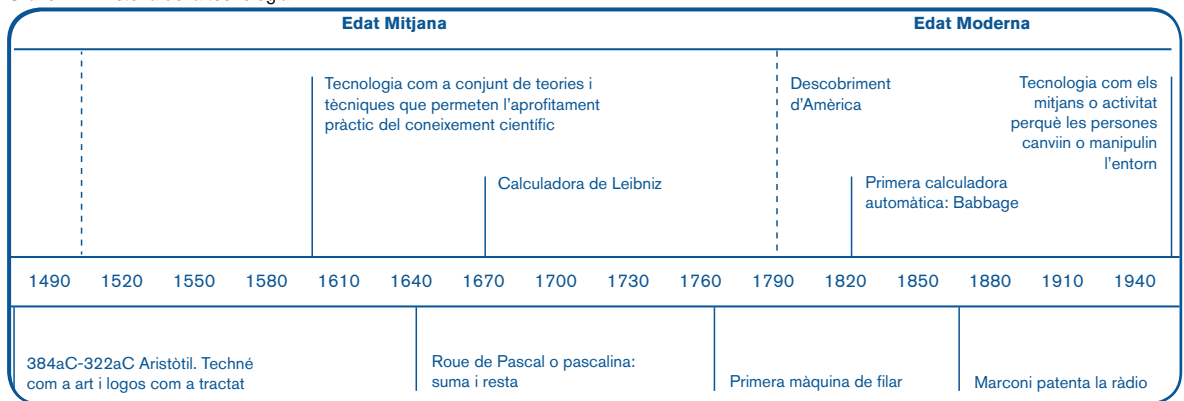 Edat Mitjana
Edat Moderna
Tecnologia com a conjunt de teories i
tècniques que permeten l'aprofitament
pràctic del coneixement científic
Descobriment
d'Amèrica
Tecnologia com els
mitjans o activitat
perquè les persones
canviïn o manipulin
l'entorn
Calculadora de Leibniz
Primera calculadora
automàtica: Babbage
1490 1520 1550 1580 1610 1640 1670 1700 1730 1760 1790 1820 1850 1880 1910 1940
384aC-322aC Aristòtil. Techné
com a art i logos com a tractat
Roue de Pascal o pascalina:
suma i resta
Primera màquina de filar
Marconi patenta la ràdio